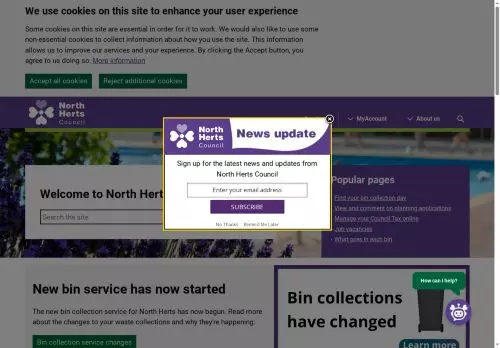 We use cookies on this site to enhance your user experience
Some cookies on this site are essential in order for it to work. We would also like to use some
non-essential cookies to collect information about how you use the site. This information
allows us to improve our services and your experience. By clicking the Accept button, you
agree to us doing so. More information
Accept all cookies
Reject additional cookies
North
Herts
Council
MyAccount
About us
North
Herts
Council
News update
Sign up for the latest news and updates from
North Herts Council
Enter your email address
SUBSCRIBE
No Thanks
Remind Me Later
Welcome to North Herts
Search the site
Popular pages
Find your bin collection day
View and comment on planning applications
Manage your Council Tax online
Job vacancies
What goes in each bin
New bin service has now started
The new bin collection service for North Herts has now begun. Read more
about the changes to your waste collections and why they're happening:
Bin collection service changes
Bin collections
have changed
Learn more
How can I help?